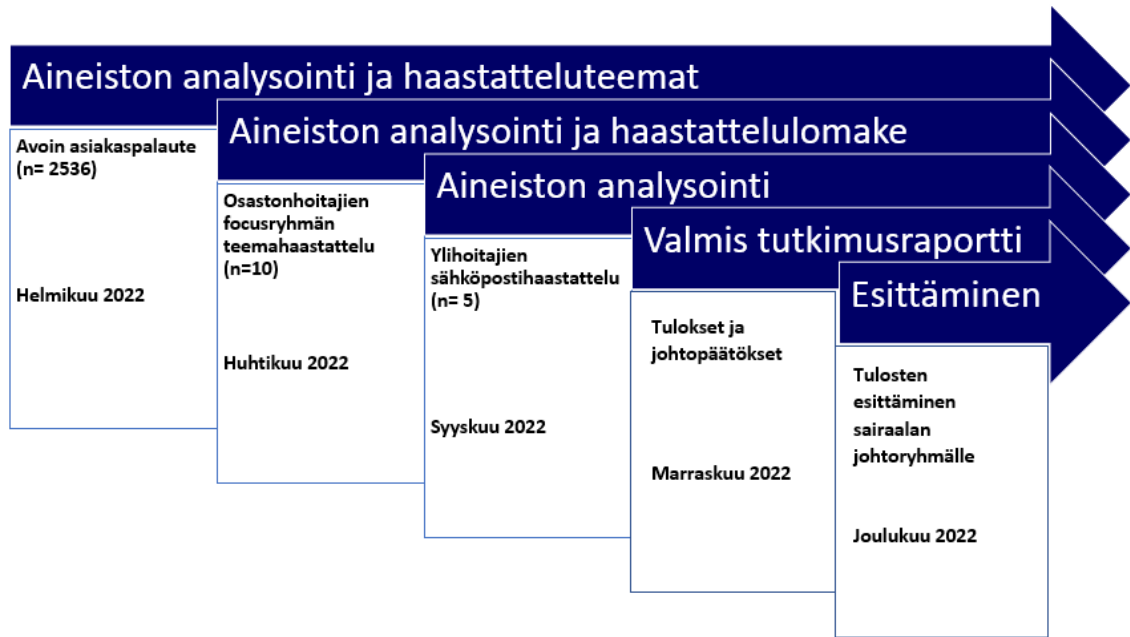 Aineiston analysointi ja haastatteluteemat
Avoin asiakaspalaute
(n= 2536)
Helmikuu 2022
Aineiston analysointi ja haastattelulomake
Osastonhoitajien
focusryhmän
teemahaastattelu
(n=10)
Huhtikuu 2022
Aineiston analysointi
Ylihoitajien
sähköpostihaastattelu
(n= 5)
Syyskuu 2022
Valmis tutkimusraportti
Tulokset ja
johtopäätökset
Marraskuu 2022
Esittäminen
Tulosten
esittäminen
sairaalan
johtoryhmälle
Joulukuu 2022